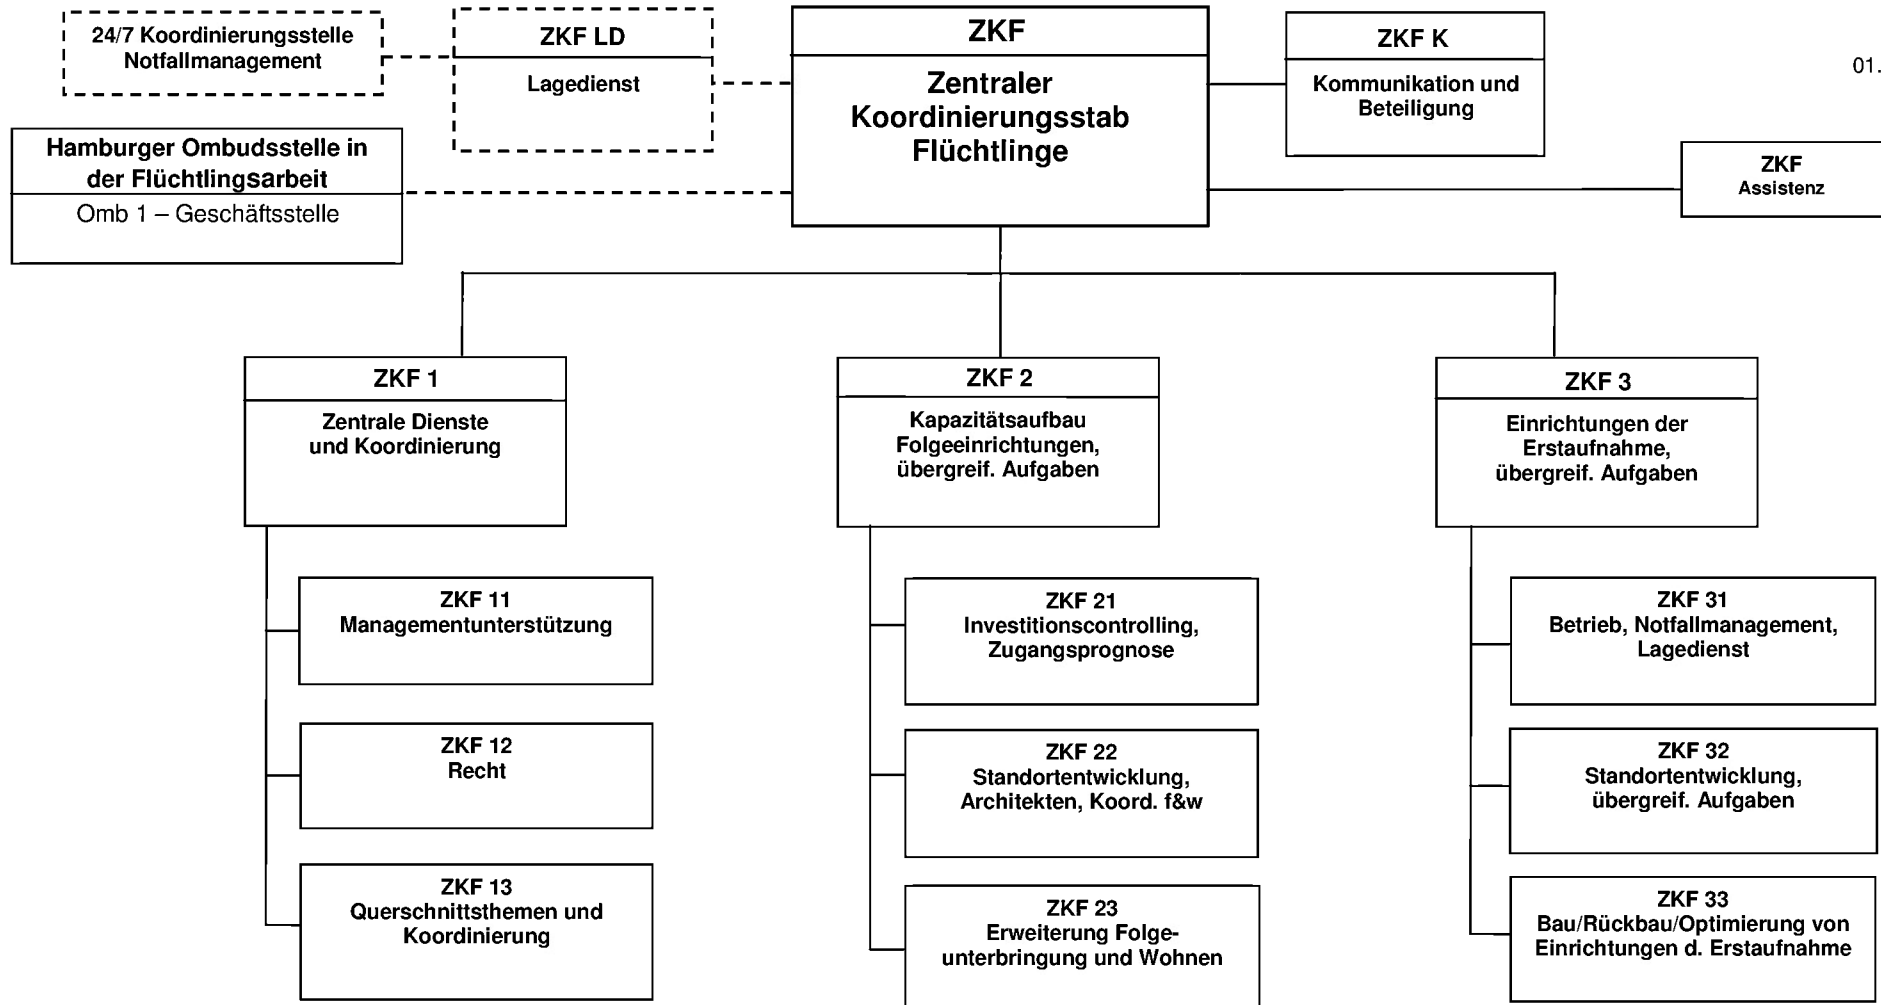 24/7 Koordinierungsstelle
Notfallmanagement
ZKF LD
Lagedienst
ZKF
Zentraler
Koordinierungsstab
Flüchtlinge
ZKF K
Kommunikation und
Beteiligung
01.
Hamburger Ombudsstelle in
der Flüchtlingsarbeit
Omb 1 – Geschäftsstelle
ZKF
Assistenz
ZKF 1
Zentrale Dienste
und Koordinierung
ZKF 2
Kapazitätsaufbau
Folgeeinrichtungen,
übergreif. Aufgaben
ZKF 3
Einrichtungen der
Erstaufnahme,
übergreif. Aufgaben
ZKF 11
Managementunterstützung
ZKF 12
Recht
ZKF 13
Querschnittsthemen und
Koordinierung
ZKF 21
Investitionscontrolling,
Zugangsprognose
ZKF 22
Standortentwicklung,
Architekten, Koord. f&w
ZKF 23
Erweiterung Folge-
unterbringung und Wohnen
ZKF 31
Betrieb, Notfallmanagement,
Lagedienst
ZKF 32
Standortentwicklung,
übergreif. Aufgaben
ZKF 33
Bau/Rückbau/Optimierung von
Einrichtungen d. Erstaufnahme